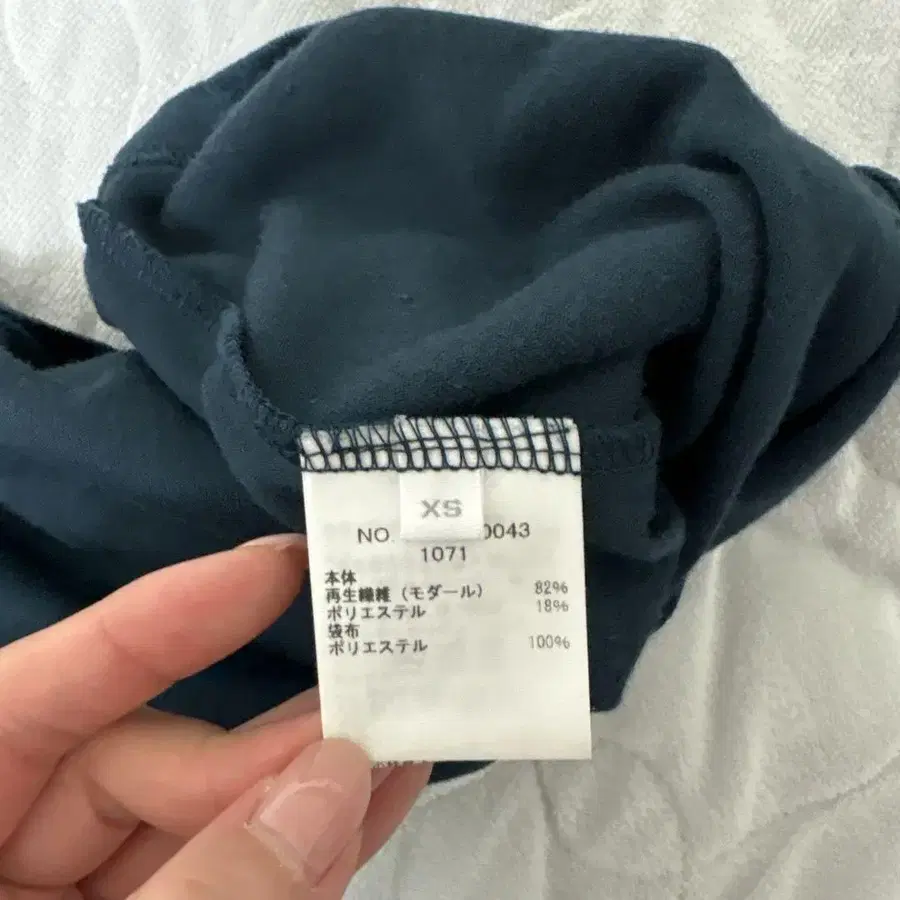 XS
NO. 0043
1071
本体
再生繊維（モダール） 82%
ポリエステル 18%
袋布
ポリエステル 100%